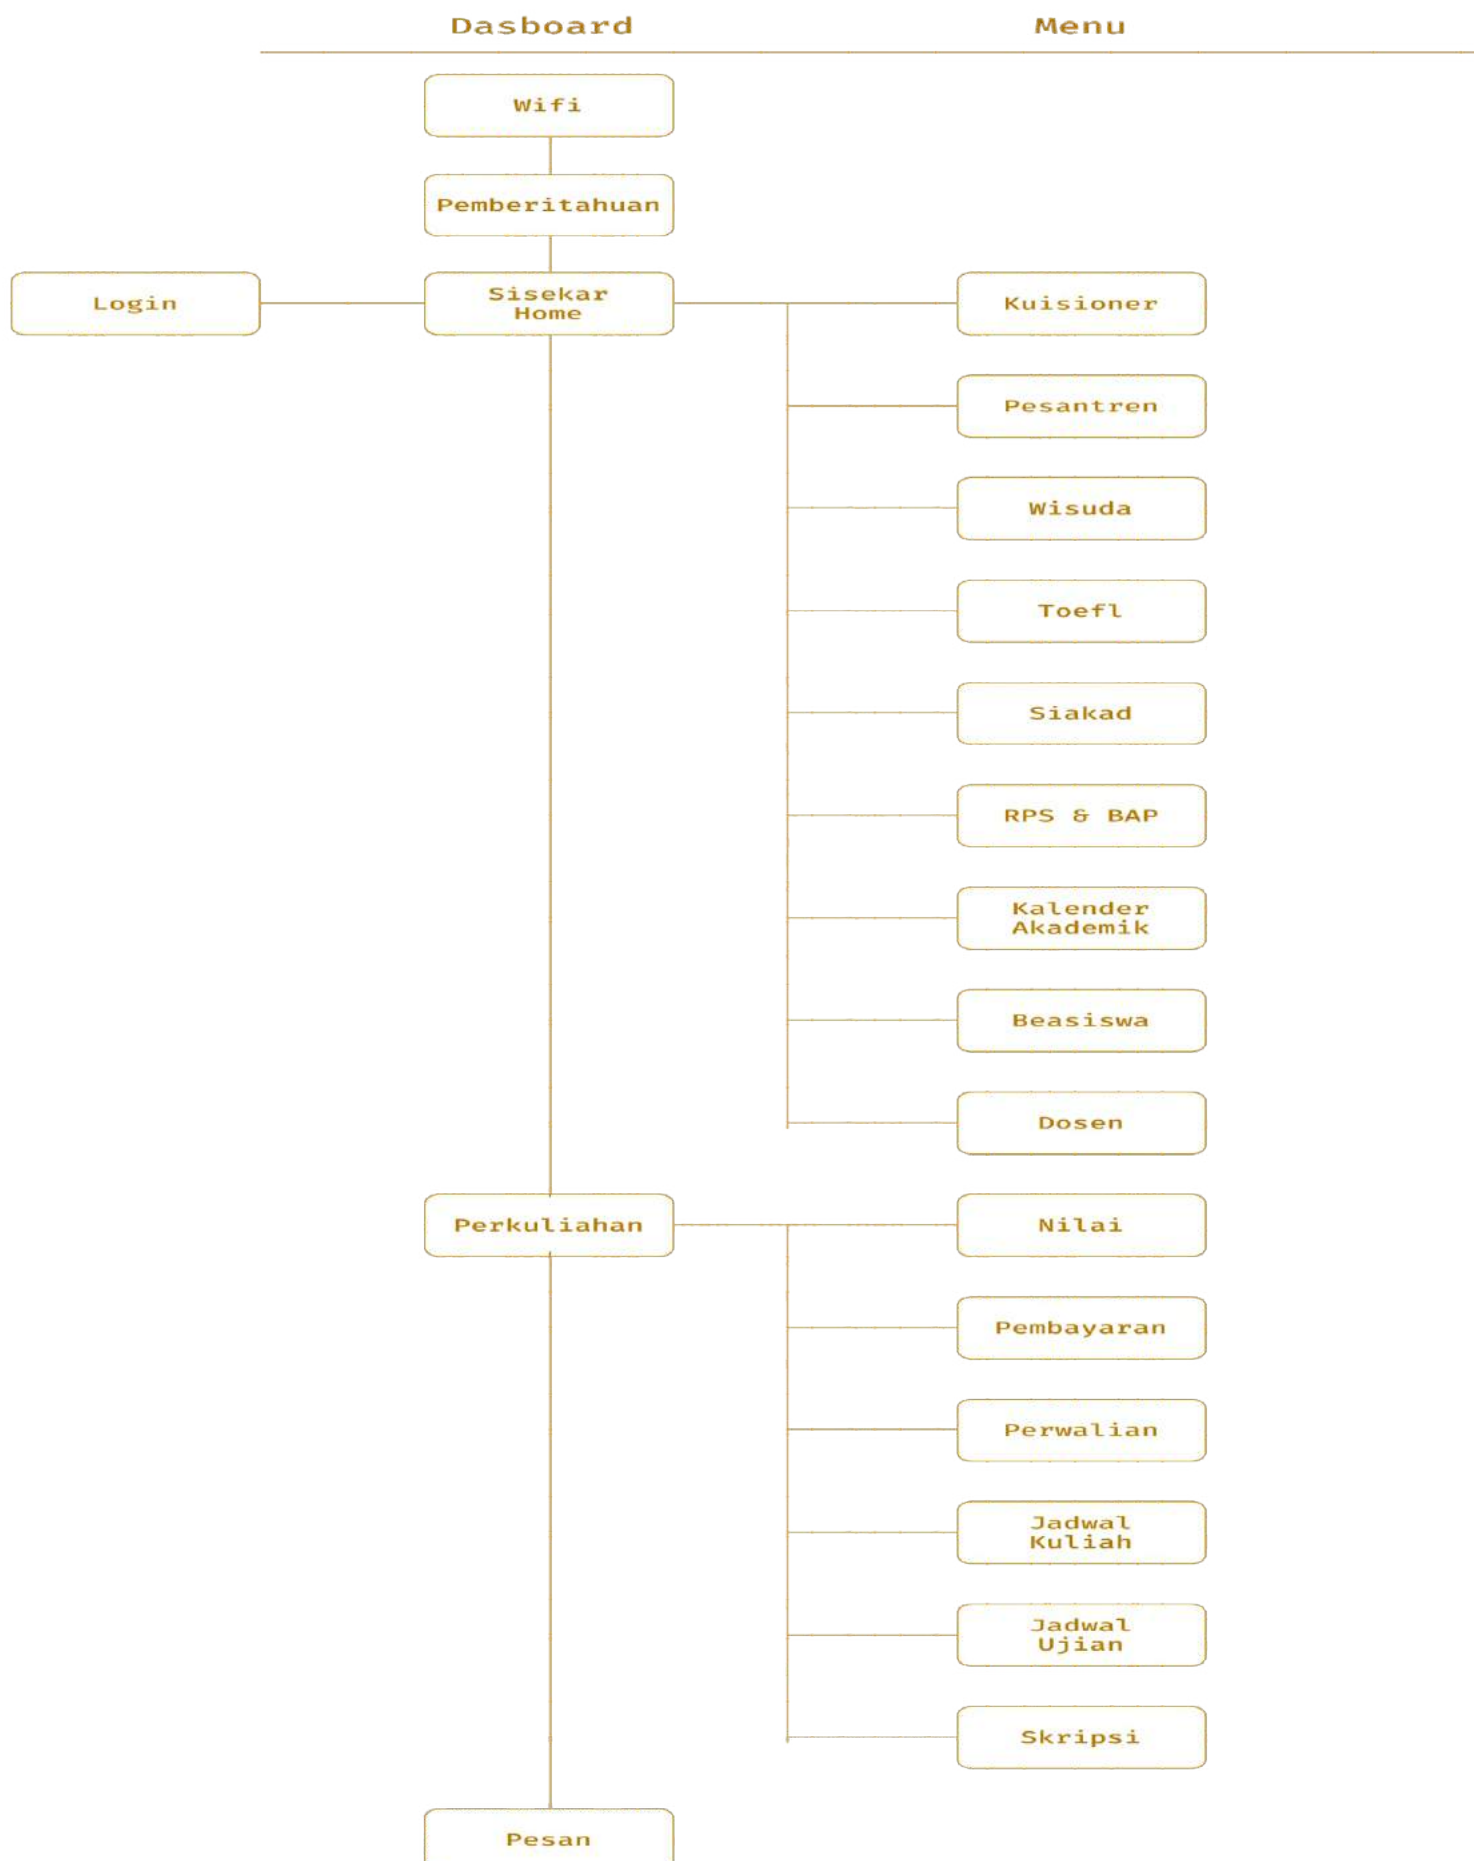 Dasboard
Menu
Wifi
Pemberitahuan
Login
Sisekar
Home
Kuisioner
Pesantren
Wisuda
Toefl
Siakad
RPS & BAP
Kalender
Akademik
Beasiswa
Dosen
Perkuliahan
Nilai
Pembayaran
Perwalian
Jadwal
Kuliah
Jadwal
Ujian
Skripsi
Pesan